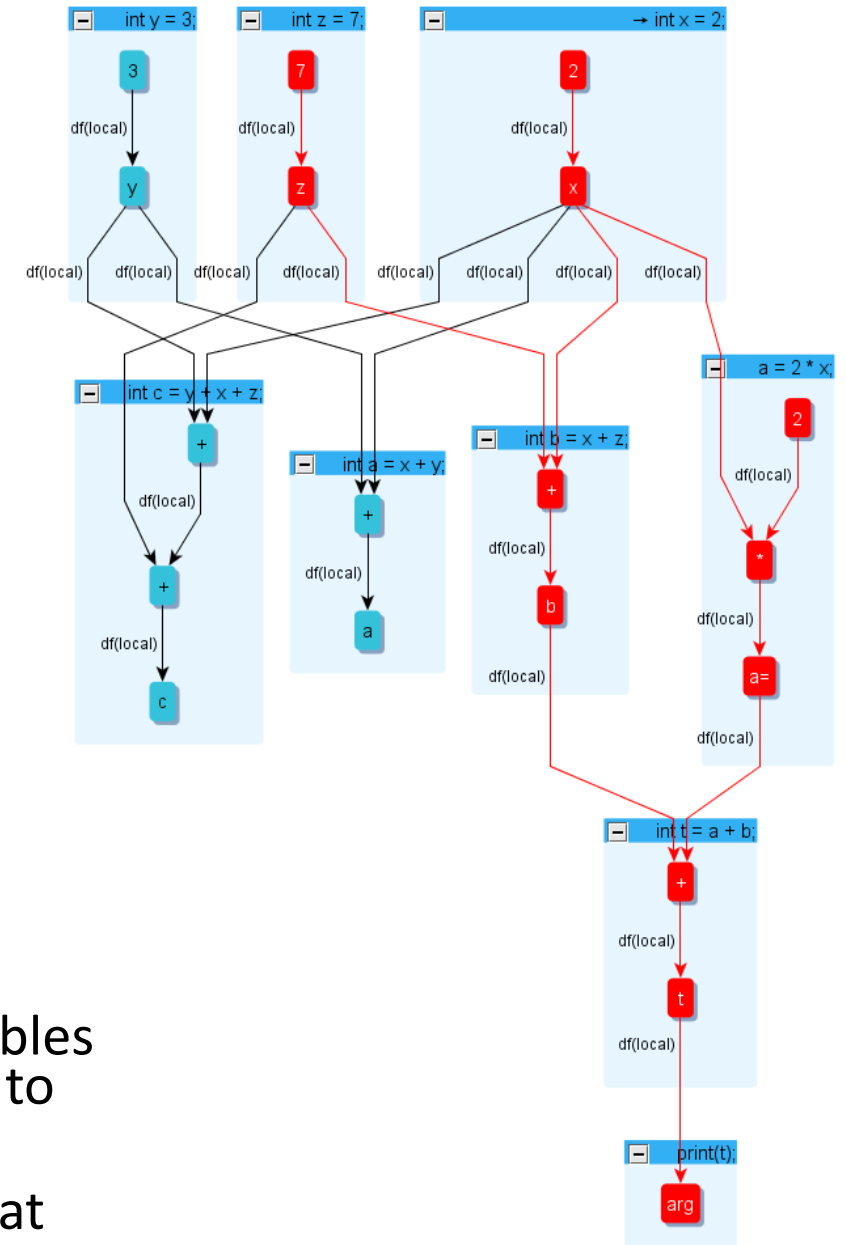 int y = 3;
int z = 7;
→ int x = 2;
3
7
2
df(local)
df(local)
df(local)
y
z
x
df(local)
df(local)
df(local)
df(local)
df(local)
df(local)
df(local)
df(local)
a = 2 * x;
int c = y + x + z;
2
int b = x + z;
+
int a = x + y;
df(local)
+
df(local)
+
df(local)
*
+
df(local)
df(local)
b
df(local)
a
a=
df(local)
c
df(local)
int t = a + b;
+
df(local)
t
bles
df(local)
to
print(t);
arg
at